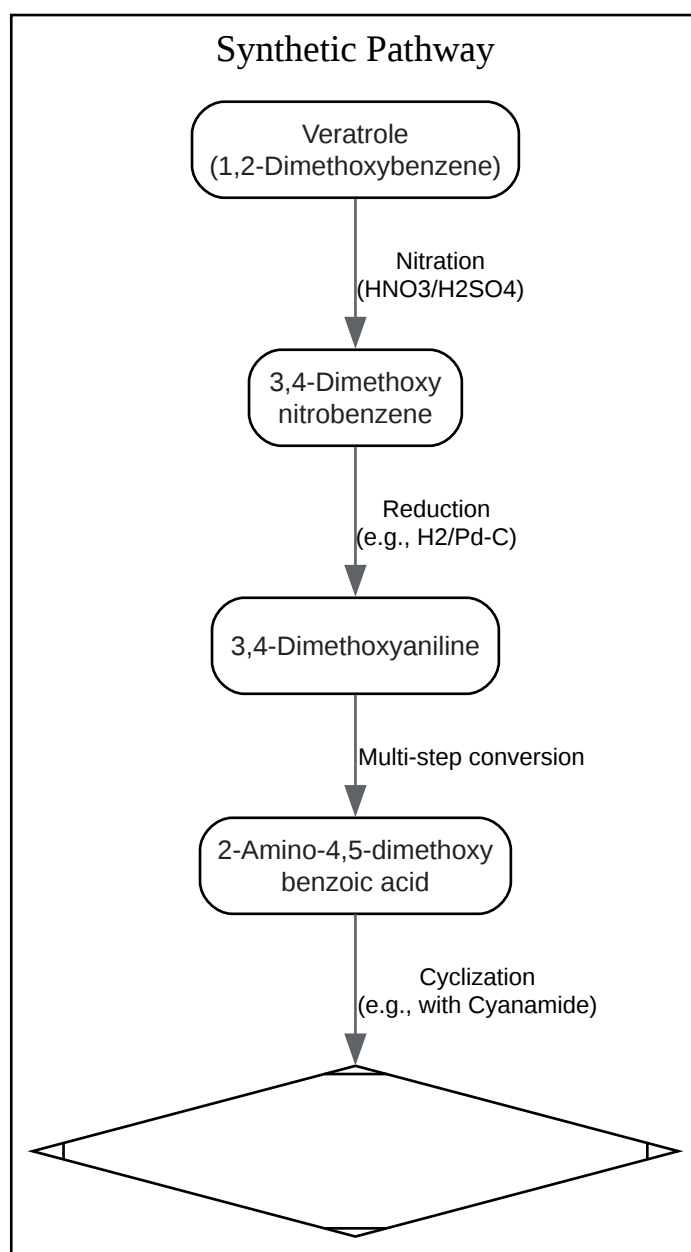 Synthetic Pathway
Veratrole
(1,2-Dimethoxybenzene)
Nitration
(HNO3/H2SO4)
3,4-Dimethoxy
nitrobenzene
Reduction
(e.g., H2/Pd-C)
3,4-Dimethoxyaniline
Multi-step conversion
2-Amino-4,5-dimethoxy
benzoic acid
Cyclization
(e.g., with Cyanamide)